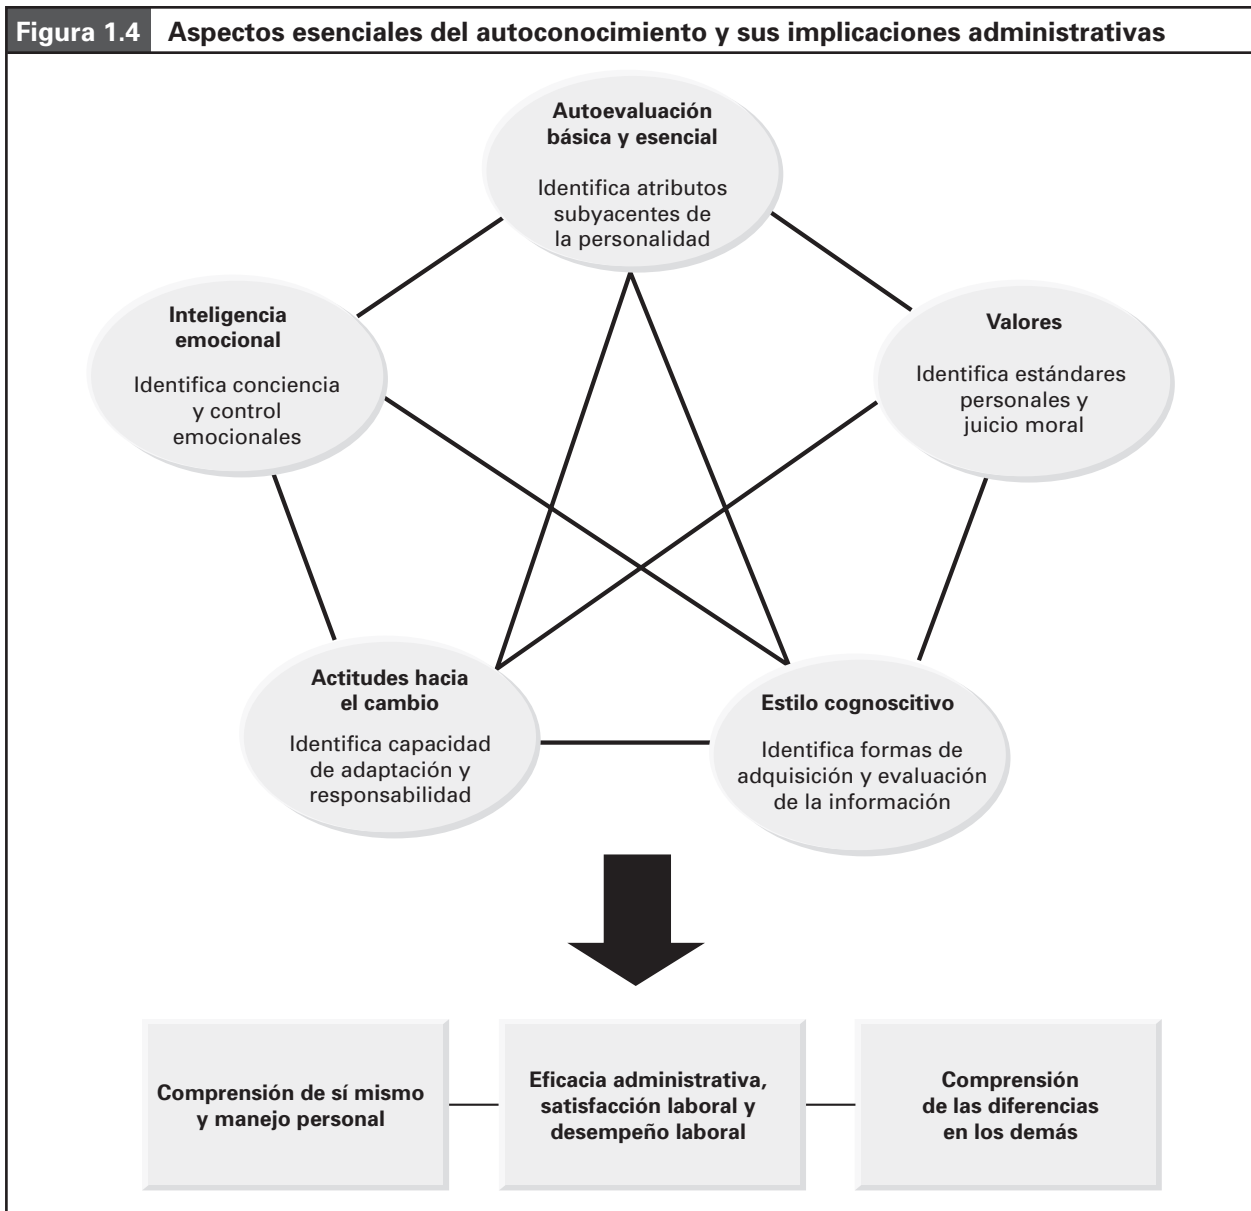 Figura 1.4 Aspectos esenciales del autoconocimiento y sus implicaciones administrativas
Autoevaluación
básica y esencial
Identifica atributos
subyacentes de
la personalidad
Inteligencia
emocional
Identifica conciencia
y control
emocionales
Valores
Identifica estándares
personales y
juicio moral
Actitudes hacia
el cambio
Identifica capacidad
de adaptación y
responsabilidad
Estilo cognoscitivo
Identifica formas de
adquisición y evaluación
de la información
Comprensión de sí mismo
y manejo personal
Eficacia administrativa,
satisfacción laboral y
desempeño laboral
Comprensión
de las diferencias
en los demás